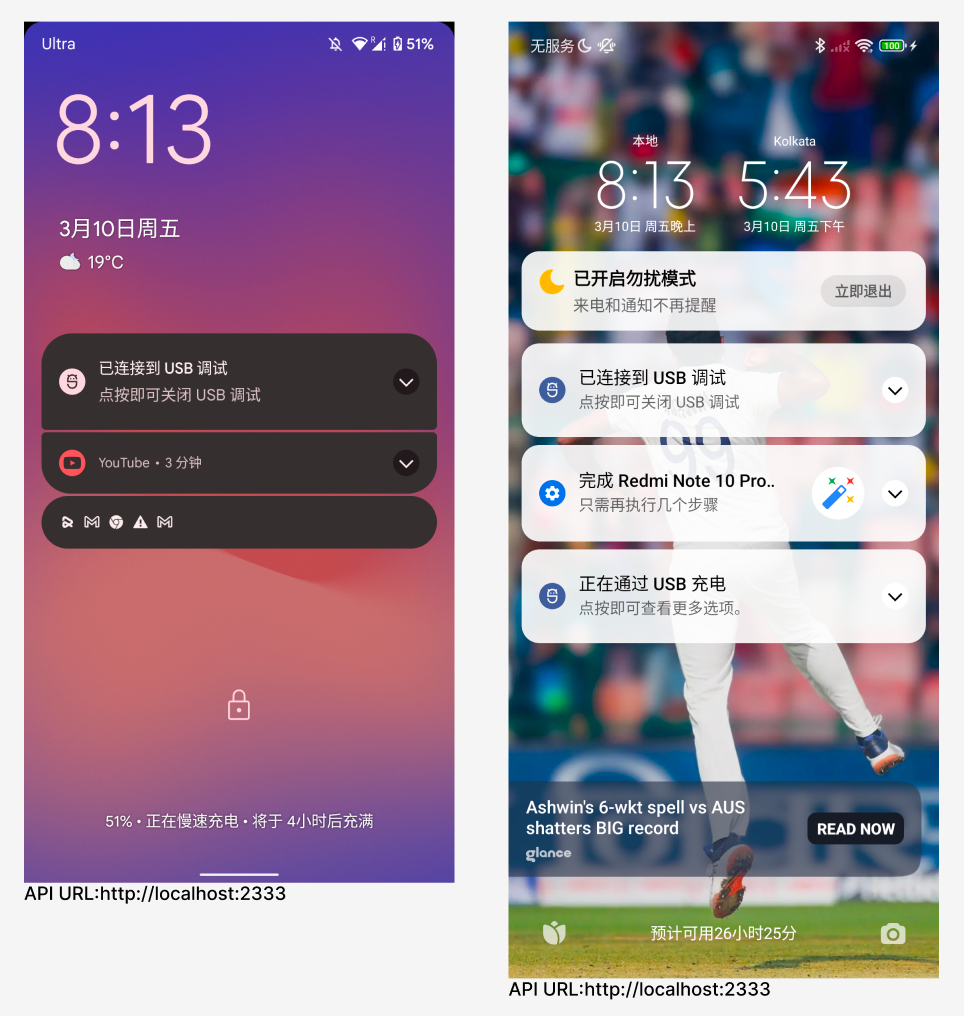 Ultra
R
51%
8:13
3月10日周五
19°C
已连接到 USB 调试
点按即可关闭 USB 调试
YouTube • 3 分钟
51% • 正在慢速充电 • 将于 4小时后充满
API URL:http://localhost:2333
无服务
100
本地
8:13
3月10日 周五晚上
Kolkata
5:43
3月10日 周五下午
已开启勿扰模式
来电和通知不再提醒
立即退出
已连接到 USB 调试
点按即可关闭 USB 调试
99
完成 Redmi Note 10 Pro..
只需再执行几个步骤
正在通过 USB 充电
点按即可查看更多选项。
Ashwin's 6-wkt spell vs AUS
shatters BIG record
glance
READ NOW
预计可用26小时25分
API URL:http://localhost:2333